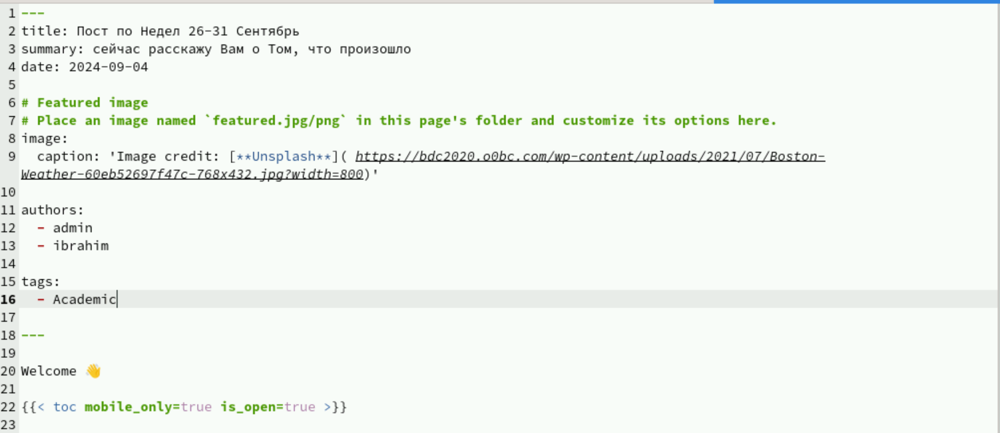 1 ---
2 title: Пост по Недел 26-31 Сентябрь
3 summary: сейчас расскажу Вам о Том, что произошло
4 date: 2024-09-04
5
6 # Featured image
7 # Place an image named `featured.jpg/png` in this page's folder and customize its options here.
8 image:
9   caption: 'Image credit: [**Unsplash**]( https://bdc2020.o0bc.com/wp-content/uploads/2021/07/Boston-
Weather-60eb52697f47c-768x432.jpg?width=800)'
10
11 authors:
12   - admin
13   - ibrahim
14
15 tags:
16   - Academic
17
18 ---
19
20 Welcome 👋
21
22 {{< toc mobile_only=true is_open=true >}}
23